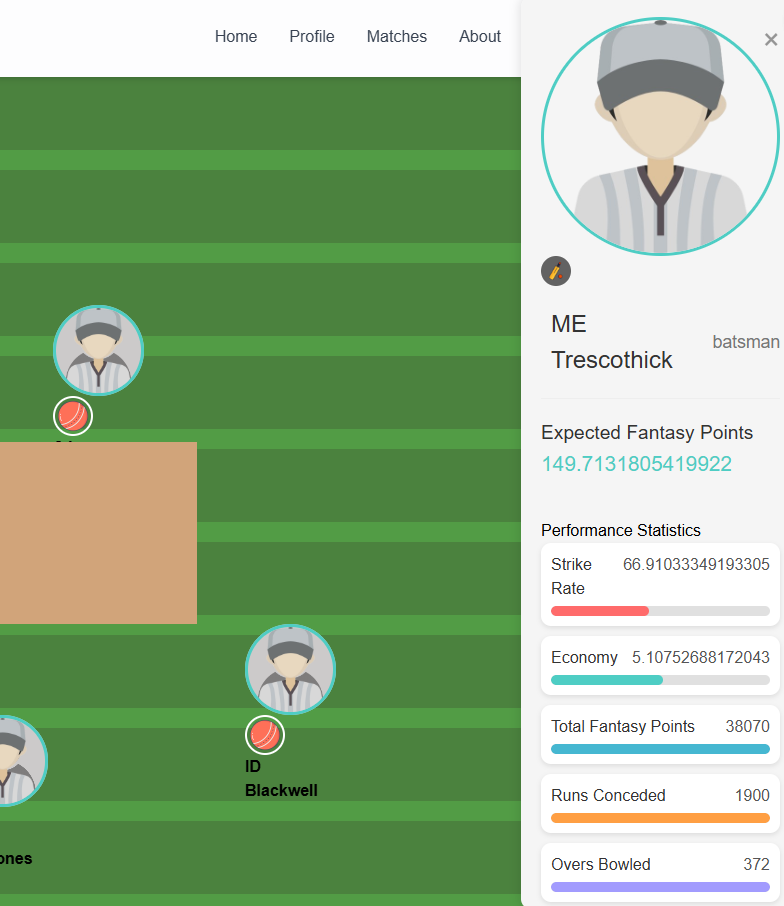 Home Profile Matches About
×
ME
Trescothick
batsman
Expected Fantasy Points
149.7131805419922
Performance Statistics
Strike
Rate
66.91033349193305
Economy 5.10752688172043
Total Fantasy Points 38070
Runs Conceded 1900
Overs Bowled 372
ID
Blackwell
ones